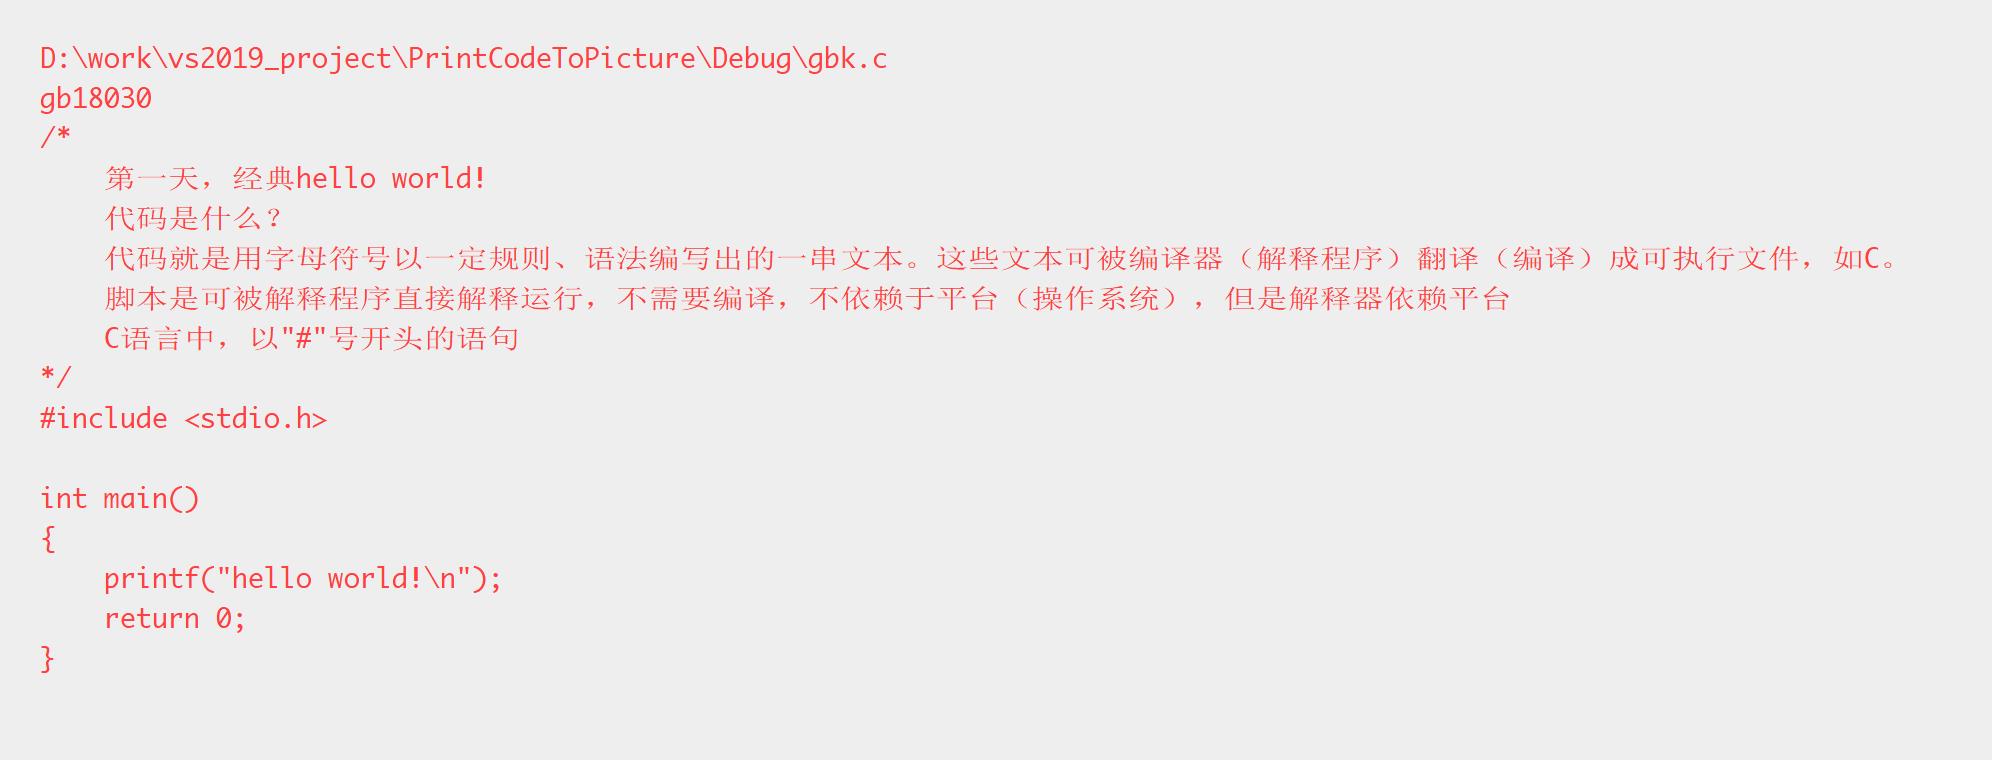 D:\work\vs2019_project\PrintCodeToPicture\Debug\gbk.c
gb18030
/*
    第一天，经典hello world!
    代码是什么？
    代码就是用字母符号以一定规则、语法编写出的一串文本。这些文本可被编译器（解释程序）翻译（编译）成可执行文件，如C。
    脚本是可被解释程序直接解释运行，不需要编译，不依赖于平台（操作系统），但是解释器依赖平台
    C语言中，以"#"号开头的语句
*/
#include <stdio.h>

int main()
{
    printf("hello world!\n");
    return 0;
}